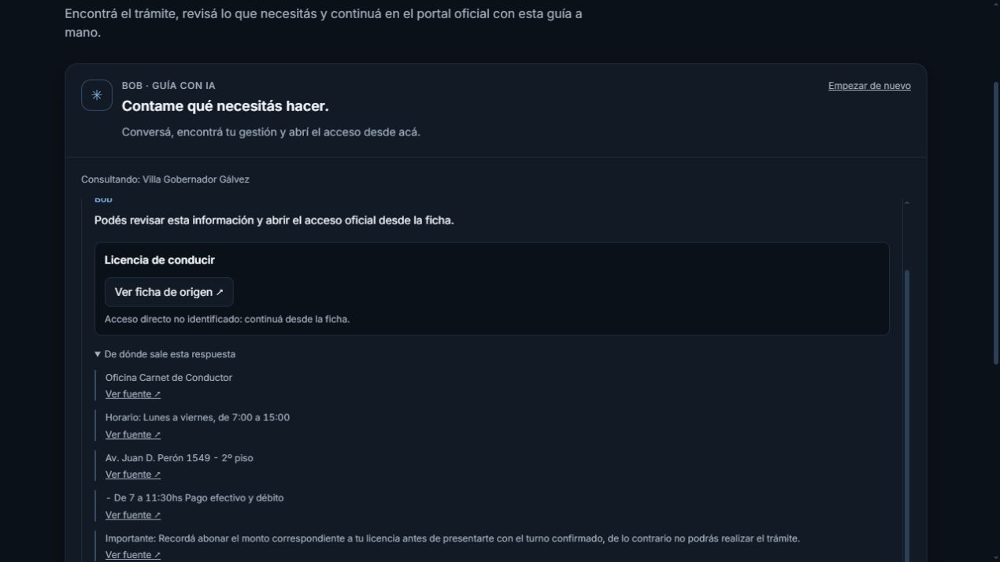 Encontrá el trámite, revisá lo que necesitás y continuá en el portal oficial con esta guía a
mano.
BOB · GUÍA CON IA
Empezar de nuevo
Contame qué necesitás hacer.
Conversá, encontrá tu gestión y abrí el acceso desde acá.
Consultando: Villa Gobernador Gálvez
Bob
Podés revisar esta información y abrir el acceso oficial desde la ficha.
Licencia de conducir
Ver ficha de origen ↗
Acceso directo no identificado: continuá desde la ficha.
▼ De dónde sale esta respuesta
Oficina Carnet de Conductor
Ver fuente ↗
Horario: Lunes a viernes, de 7:00 a 15:00
Ver fuente ↗
Av. Juan D. Perón 1549 - 2º piso
Ver fuente ↗
- De 7 a 11:30hs Pago efectivo y débito
Ver fuente ↗
Importante: Recordá abonar el monto correspondiente a tu licencia antes de presentarte con el turno confirmado, de lo contrario no podrás realizar el trámite.
Ver fuente ↗